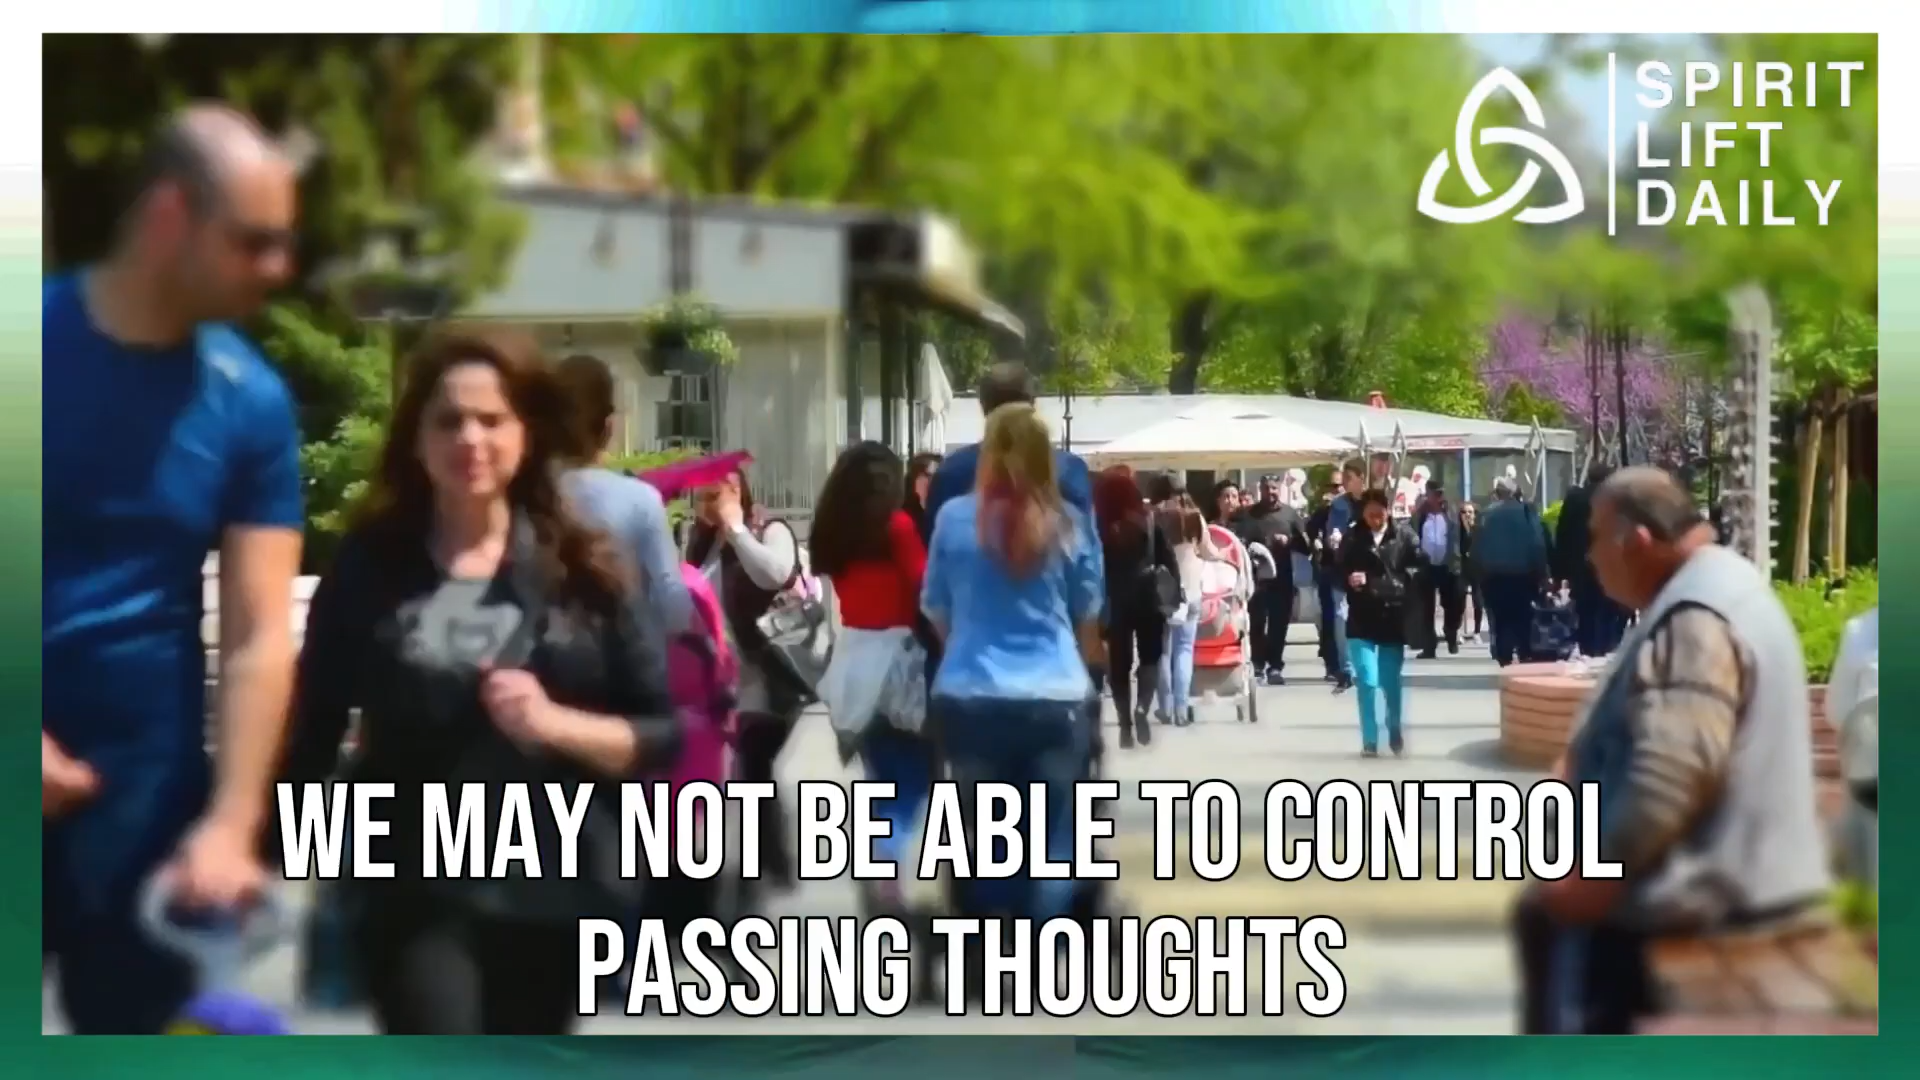 SPIRIT
LIFT
DAILY
WE MAY NOT BE ABLE TO CONTROL
PASSING THOUGHTS